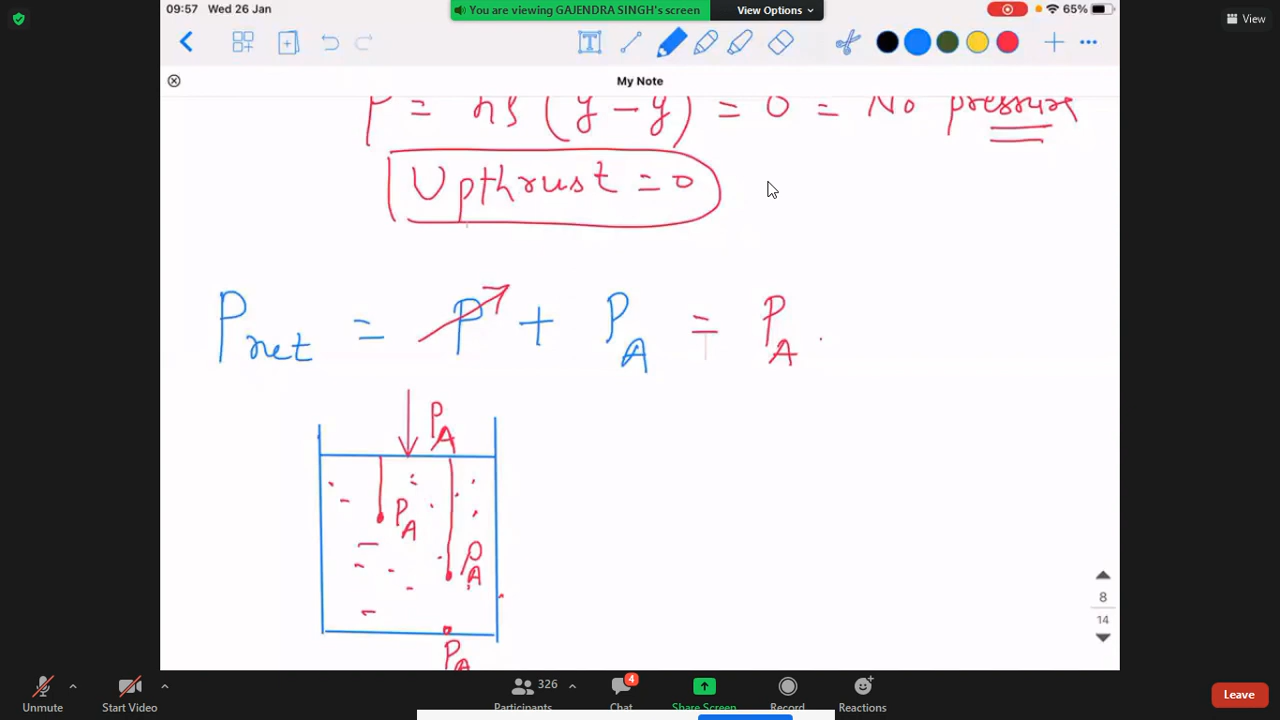 09:57 Wed 26 Jan
You are viewing GAJENDRA SINGH's screen
View Options
65%
View
My Note
P = hρ (g - g) = 0 = No pressure
Upthrust = 0
Pnet = P + PA = PA
PA
PA
PA
PA
8
14
Unmute
Start Video
326
Participants
4
Chat
Share Screen
Record
Reactions
Leave